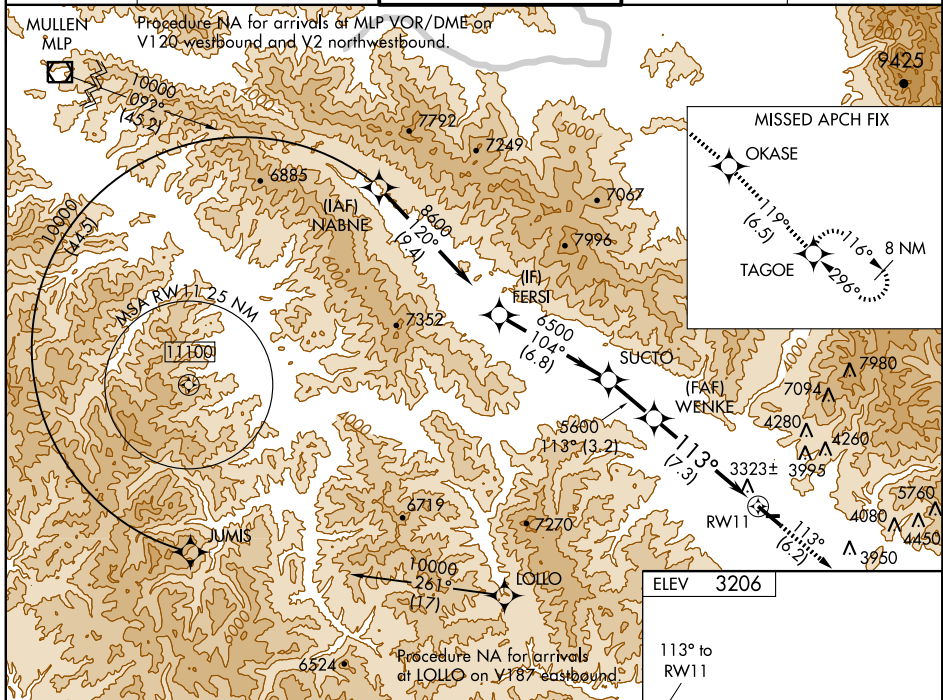 MULLEN
MLP
Procedure NA for arrivals at MLP VOR/DME on
V120 westbound and V2 northwestbound.
9425
10000
093°
(45.2)
7792
7249
MISSED APCH FIX
OKASE
119°
(6.5)
TAGOE
116°
296°
8 NM
6885
(IAF)
NABNE
7067
7996
10000
(44.5)
8600
120°
(9.4)
(IF)
FERSI
MSA RW11 25 NM
11100
7352
6500
104°
(6.8)
SUCTO
(FAF)
WENKE
5600
113° (3.2)
7980
7094
4280
4260
3995
4000
113°
(7.3)
3323±
RW11
5760
4080
4450
3950
113°
(6.2)
6719
7270
JUMIS
10000
261°
(17)
LOLLO
ELEV 3206
113° to
RW11
6524
Procedure NA for arrivals
at LOLLO on V187 eastbound.